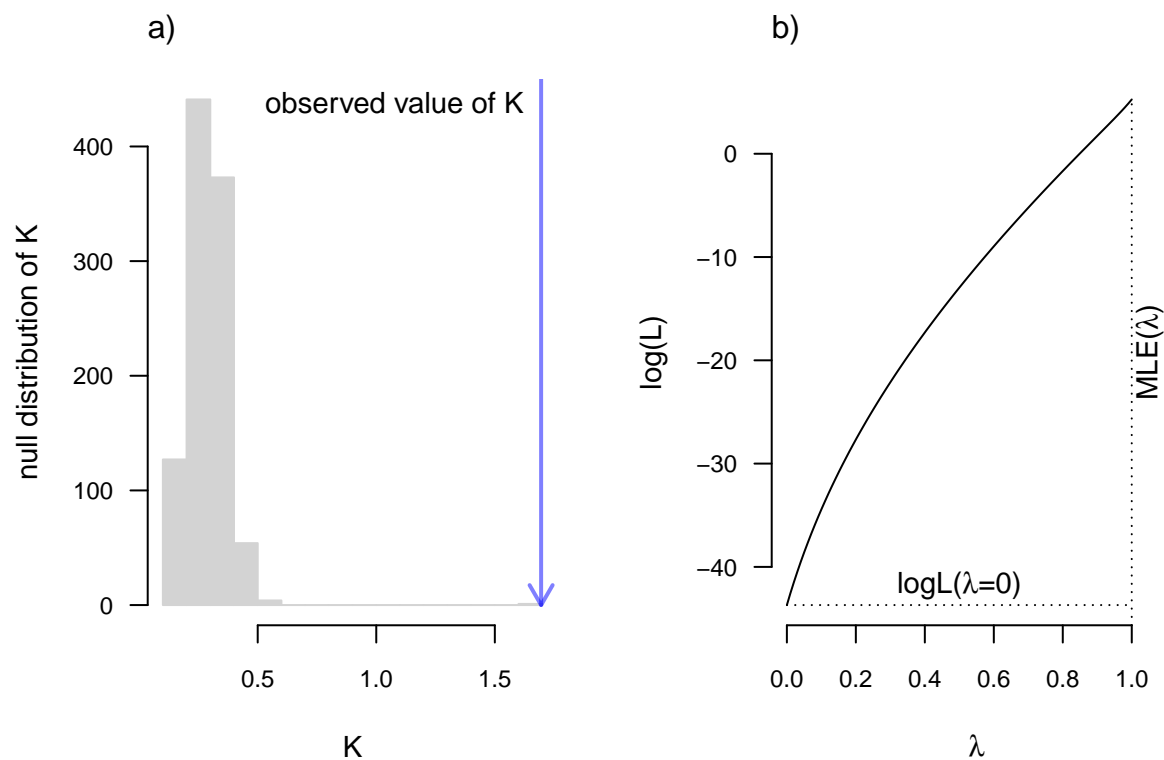 a)
observed value of K
null distribution of K
400
300
200
100
0
0.5 1.0 1.5
K
b)
log(L)
0
−10
−20
−30
−40
MLE(λ)
logL(λ=0)
0.0 0.2 0.4 0.6 0.8 1.0
λ